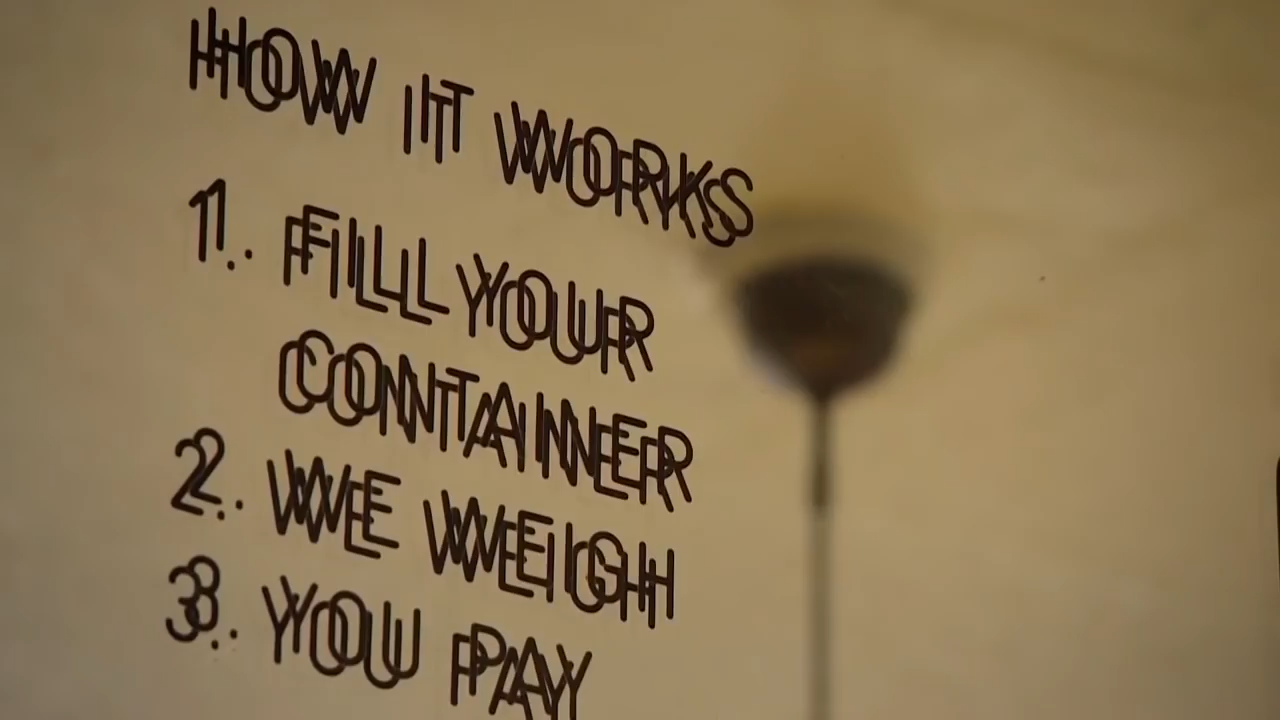 HOW IT WORKS
1. FILL YOUR
CONTAINER
2. WE WEIGH
3. YOU PAY